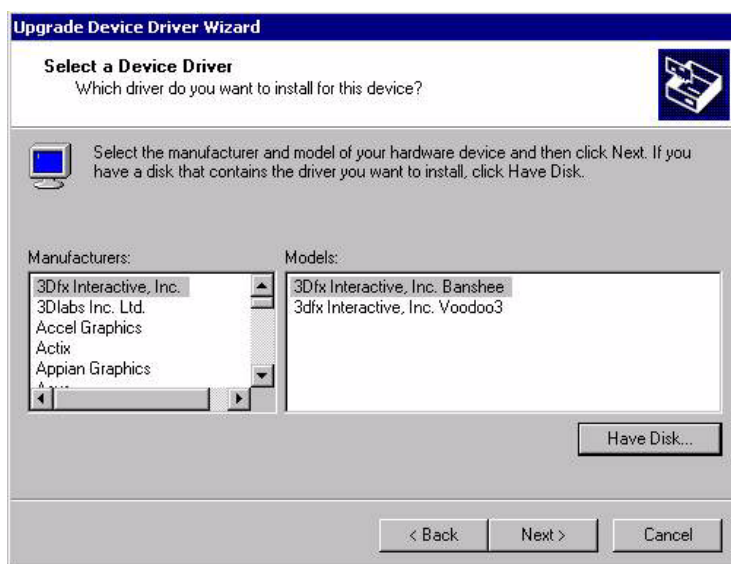 Upgrade Device Driver Wizard
Select a Device Driver
Which driver do you want to install for this device?
Select the manufacturer and model of your hardware device and then click Next. If you
have a disk that contains the driver you want to install, click Have Disk.
Manufacturers:
3Dfx Interactive, Inc.
3Dlabs Inc. Ltd.
Accel Graphics
Actix
Appian Graphics
Models:
3Dfx Interactive, Inc. Banshee
3dfx Interactive, Inc. Voodoo3
Have Disk...
< Back
Next >
Cancel